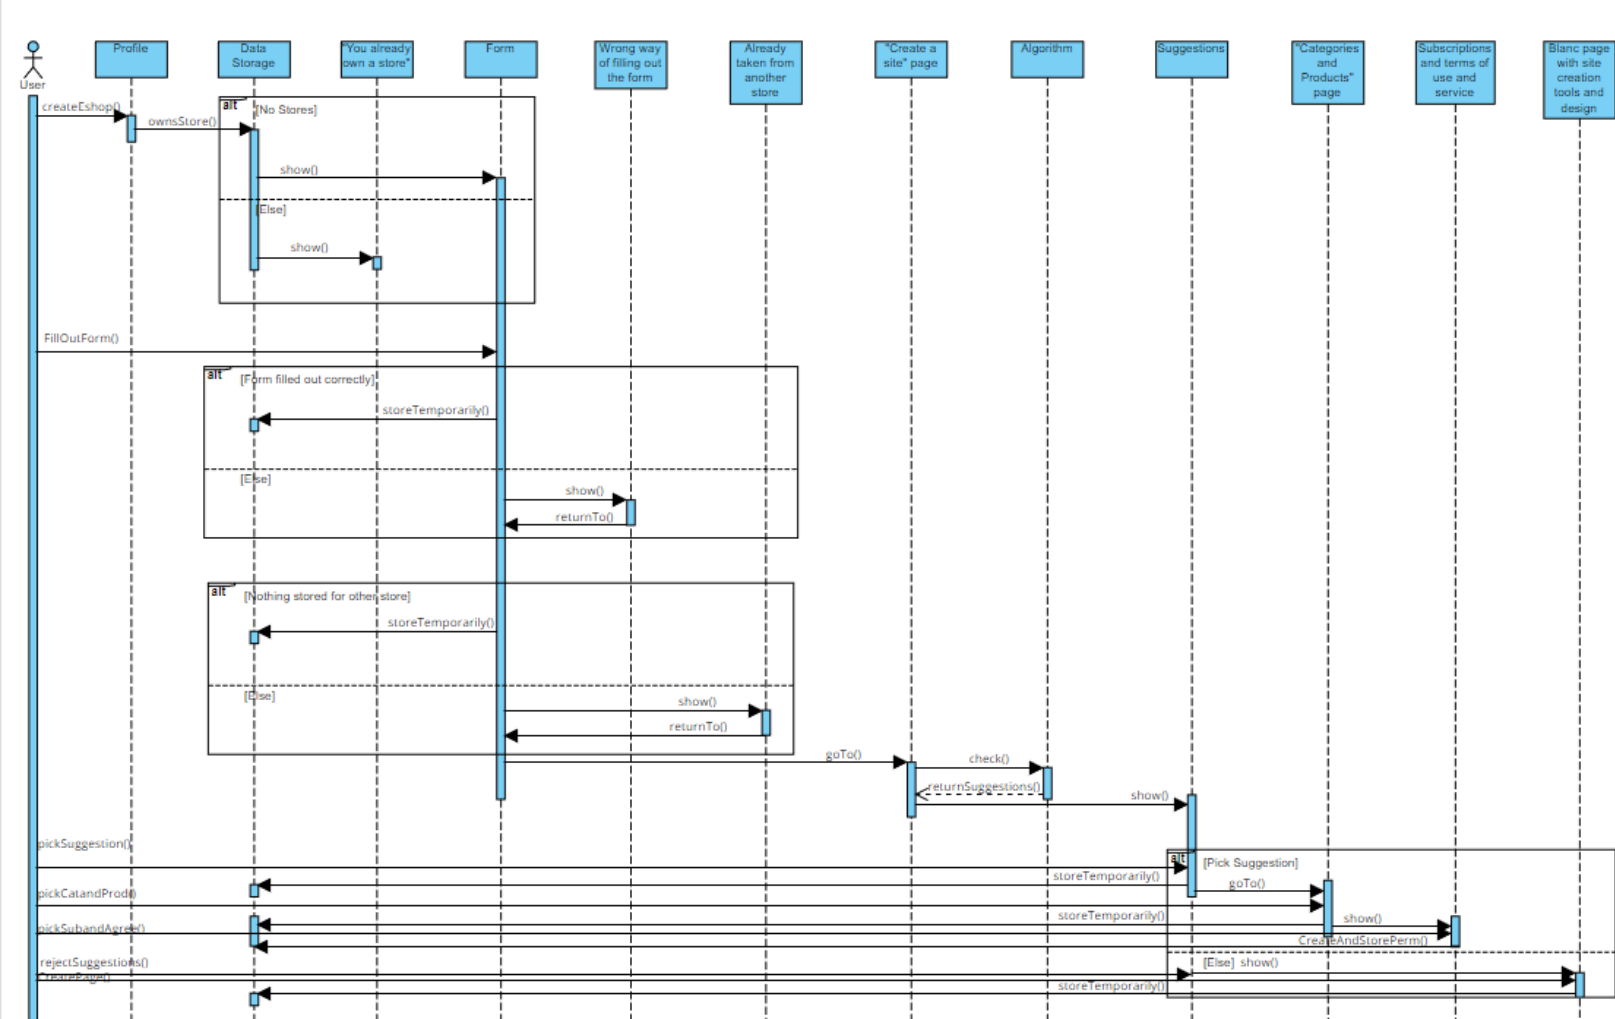 User
Profile
Data
Storage
"You already
own a store"
Form
Wrong way
of filling out
the form
Already
taken from
another
store
"Create a
site" page
Algorithm
Suggestions
"Categories
and
Products"
page
Subscriptions
and terms of
use and
service
Blanc page
with site
creation
tools and
design
createEshop()
ownsStore()
alt
[No Stores]
show()
[Else]
show()
FillOutForm()
alt
[Form filled out correctly]
storeTemporarily()
[Else]
show()
returnTo()
alt
[Nothing stored for other store]
storeTemporarily()
[Else]
show()
returnTo()
goTo()
check()
returnSuggestions()
show()
pickSuggestion()
alt
[Pick Suggestion]
storeTemporarily()
goTo()
pickCatandProd()
storeTemporarily()
show()
pickSubandAgree()
CreateAndStorePerm()
rejectSuggestions()
[Else] show()
CreatePage()
storeTemporarily()